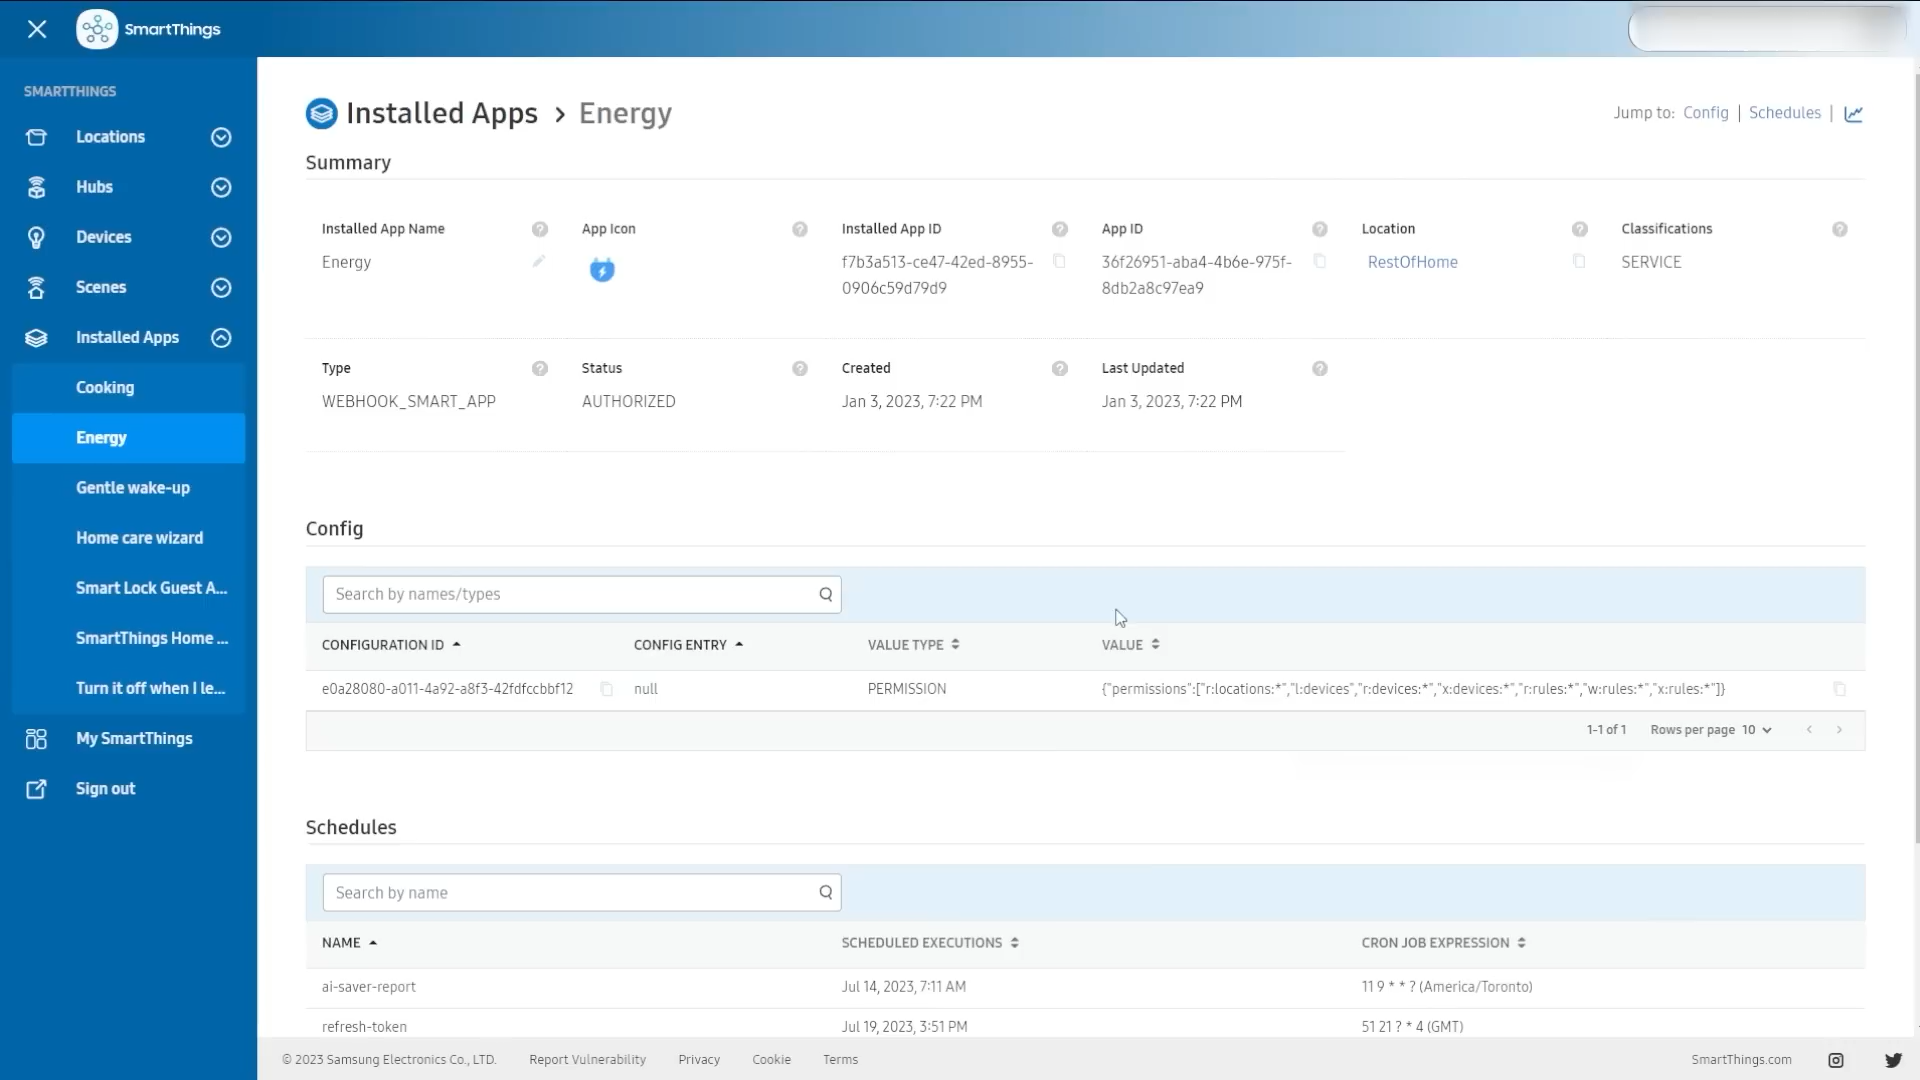 SmartThings
SMARTTHINGS
Locations
Hubs
Devices
Scenes
Installed Apps
Cooking
Energy
Gentle wake-up
Home care wizard
Smart Lock Guest A...
SmartThings Home ...
Turn it off when I le...
My SmartThings
Sign out
Installed Apps > Energy
Jump to: Config | Schedules |
Summary
Installed App Name ?
Energy
App Icon ?
Installed App ID ?
f7b3a513-ce47-42ed-8955-
0906c59d79d9
App ID ?
36f26951-aba4-4b6e-975f-
8db2a8c97ea9
Location ?
RestOfHome
Classifications ?
SERVICE
Type ?
WEBHOOK_SMART_APP
Status ?
AUTHORIZED
Created ?
Jan 3, 2023, 7:22 PM
Last Updated ?
Jan 3, 2023, 7:22 PM
Config
Search by names/types
CONFIGURATION ID CONFIG ENTRY VALUE TYPE VALUE
e0a28080-a011-4a92-a8f3-42fdfccbbf12 null PERMISSION {"permissions":["r:locations:*","l:devices","r:devices:*","x:devices:*","r:rules:*","w:rules:*","x:rules:*"]}
1-1 of 1 Rows per page 10
Schedules
Search by name
NAME SCHEDULED EXECUTIONS CRON JOB EXPRESSION
ai-saver-report Jul 14, 2023, 7:11 AM 11 9 * * ? (America/Toronto)
refresh-token Jul 19, 2023, 3:51 PM 51 21 ? * 4 (GMT)
© 2023 Samsung Electronics Co., LTD. Report Vulnerability Privacy Cookie Terms SmartThings.com